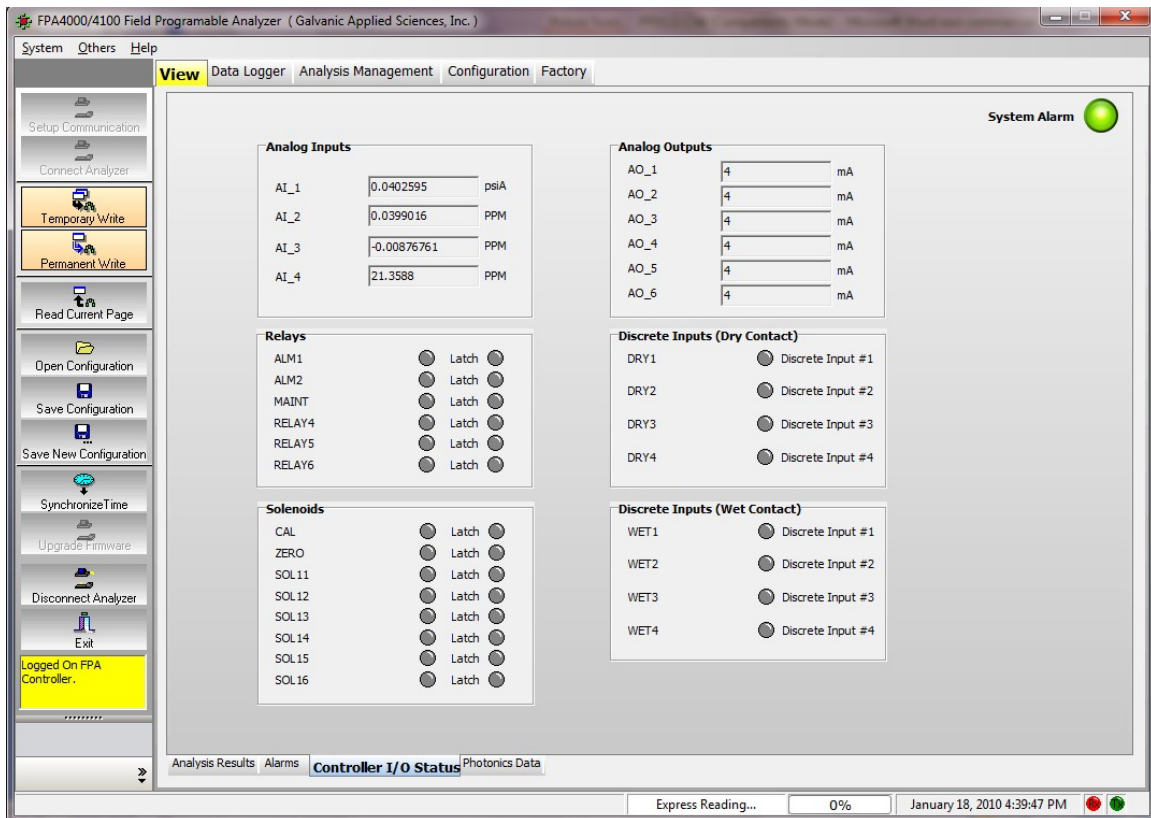 FPA4000/4100 Field Programable Analyzer ( Galvanic Applied Sciences, Inc. )
System Others Help
View Data Logger Analysis Management Configuration Factory
Setup Communication
Connect Analyzer
Temporary Write
Permanent Write
Read Current Page
Open Configuration
Save Configuration
Save New Configuration
SynchronizeTime
Upgrade Firmware
Disconnect Analyzer
Exit
Logged On FPA
Controller.
System Alarm
Analog Inputs
AI_1 0.0402595 psiA
AI_2 0.0399016 PPM
AI_3 -0.00876761 PPM
AI_4 21.3588 PPM
Analog Outputs
AO_1 4 mA
AO_2 4 mA
AO_3 4 mA
AO_4 4 mA
AO_5 4 mA
AO_6 4 mA
Relays
ALM1 Latch
ALM2 Latch
MAINT Latch
RELAY4 Latch
RELAY5 Latch
RELAY6 Latch
Discrete Inputs (Dry Contact)
DRY1 Discrete Input #1
DRY2 Discrete Input #2
DRY3 Discrete Input #3
DRY4 Discrete Input #4
Solenoids
CAL Latch
ZERO Latch
SOL11 Latch
SOL12 Latch
SOL13 Latch
SOL14 Latch
SOL15 Latch
SOL16 Latch
Discrete Inputs (Wet Contact)
WET1 Discrete Input #1
WET2 Discrete Input #2
WET3 Discrete Input #3
WET4 Discrete Input #4
Analysis Results Alarms Controller I/O Status Photonics Data
Express Reading... 0% January 18, 2010 4:39:47 PM Rx Tx